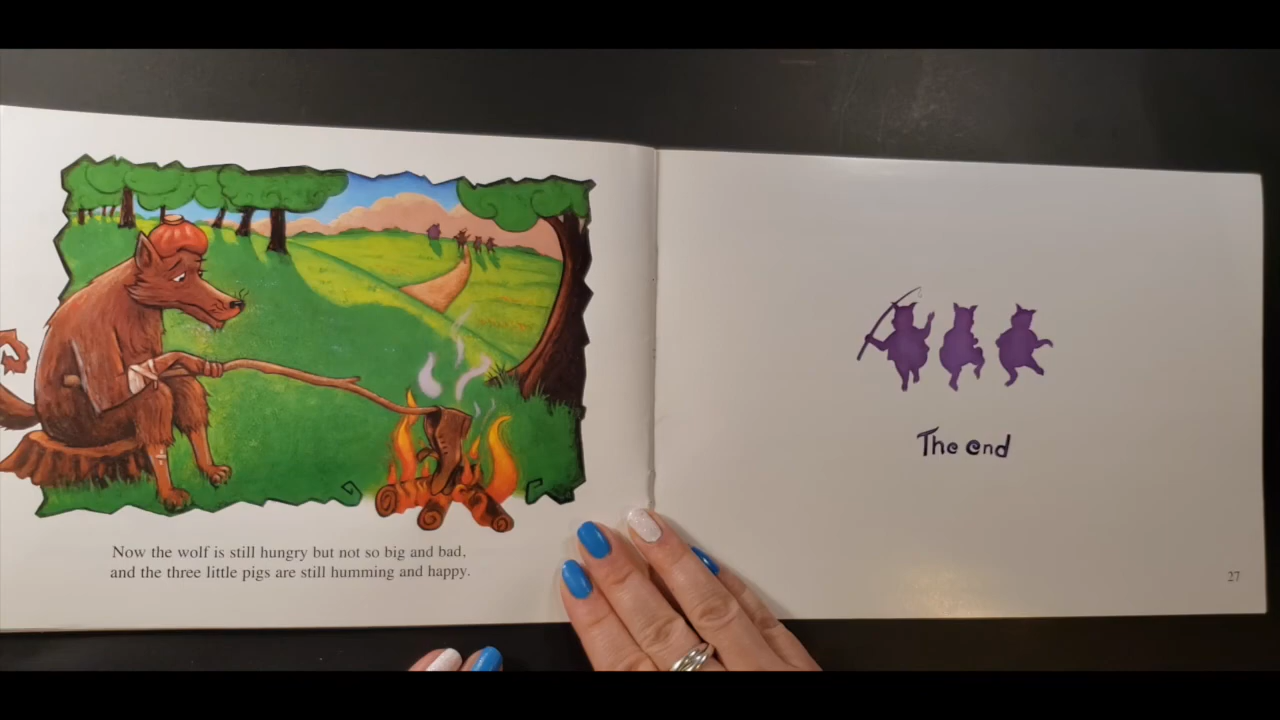 Now the wolf is still hungry but not so big and bad,
and the three little pigs are still humming and happy.
The end
27